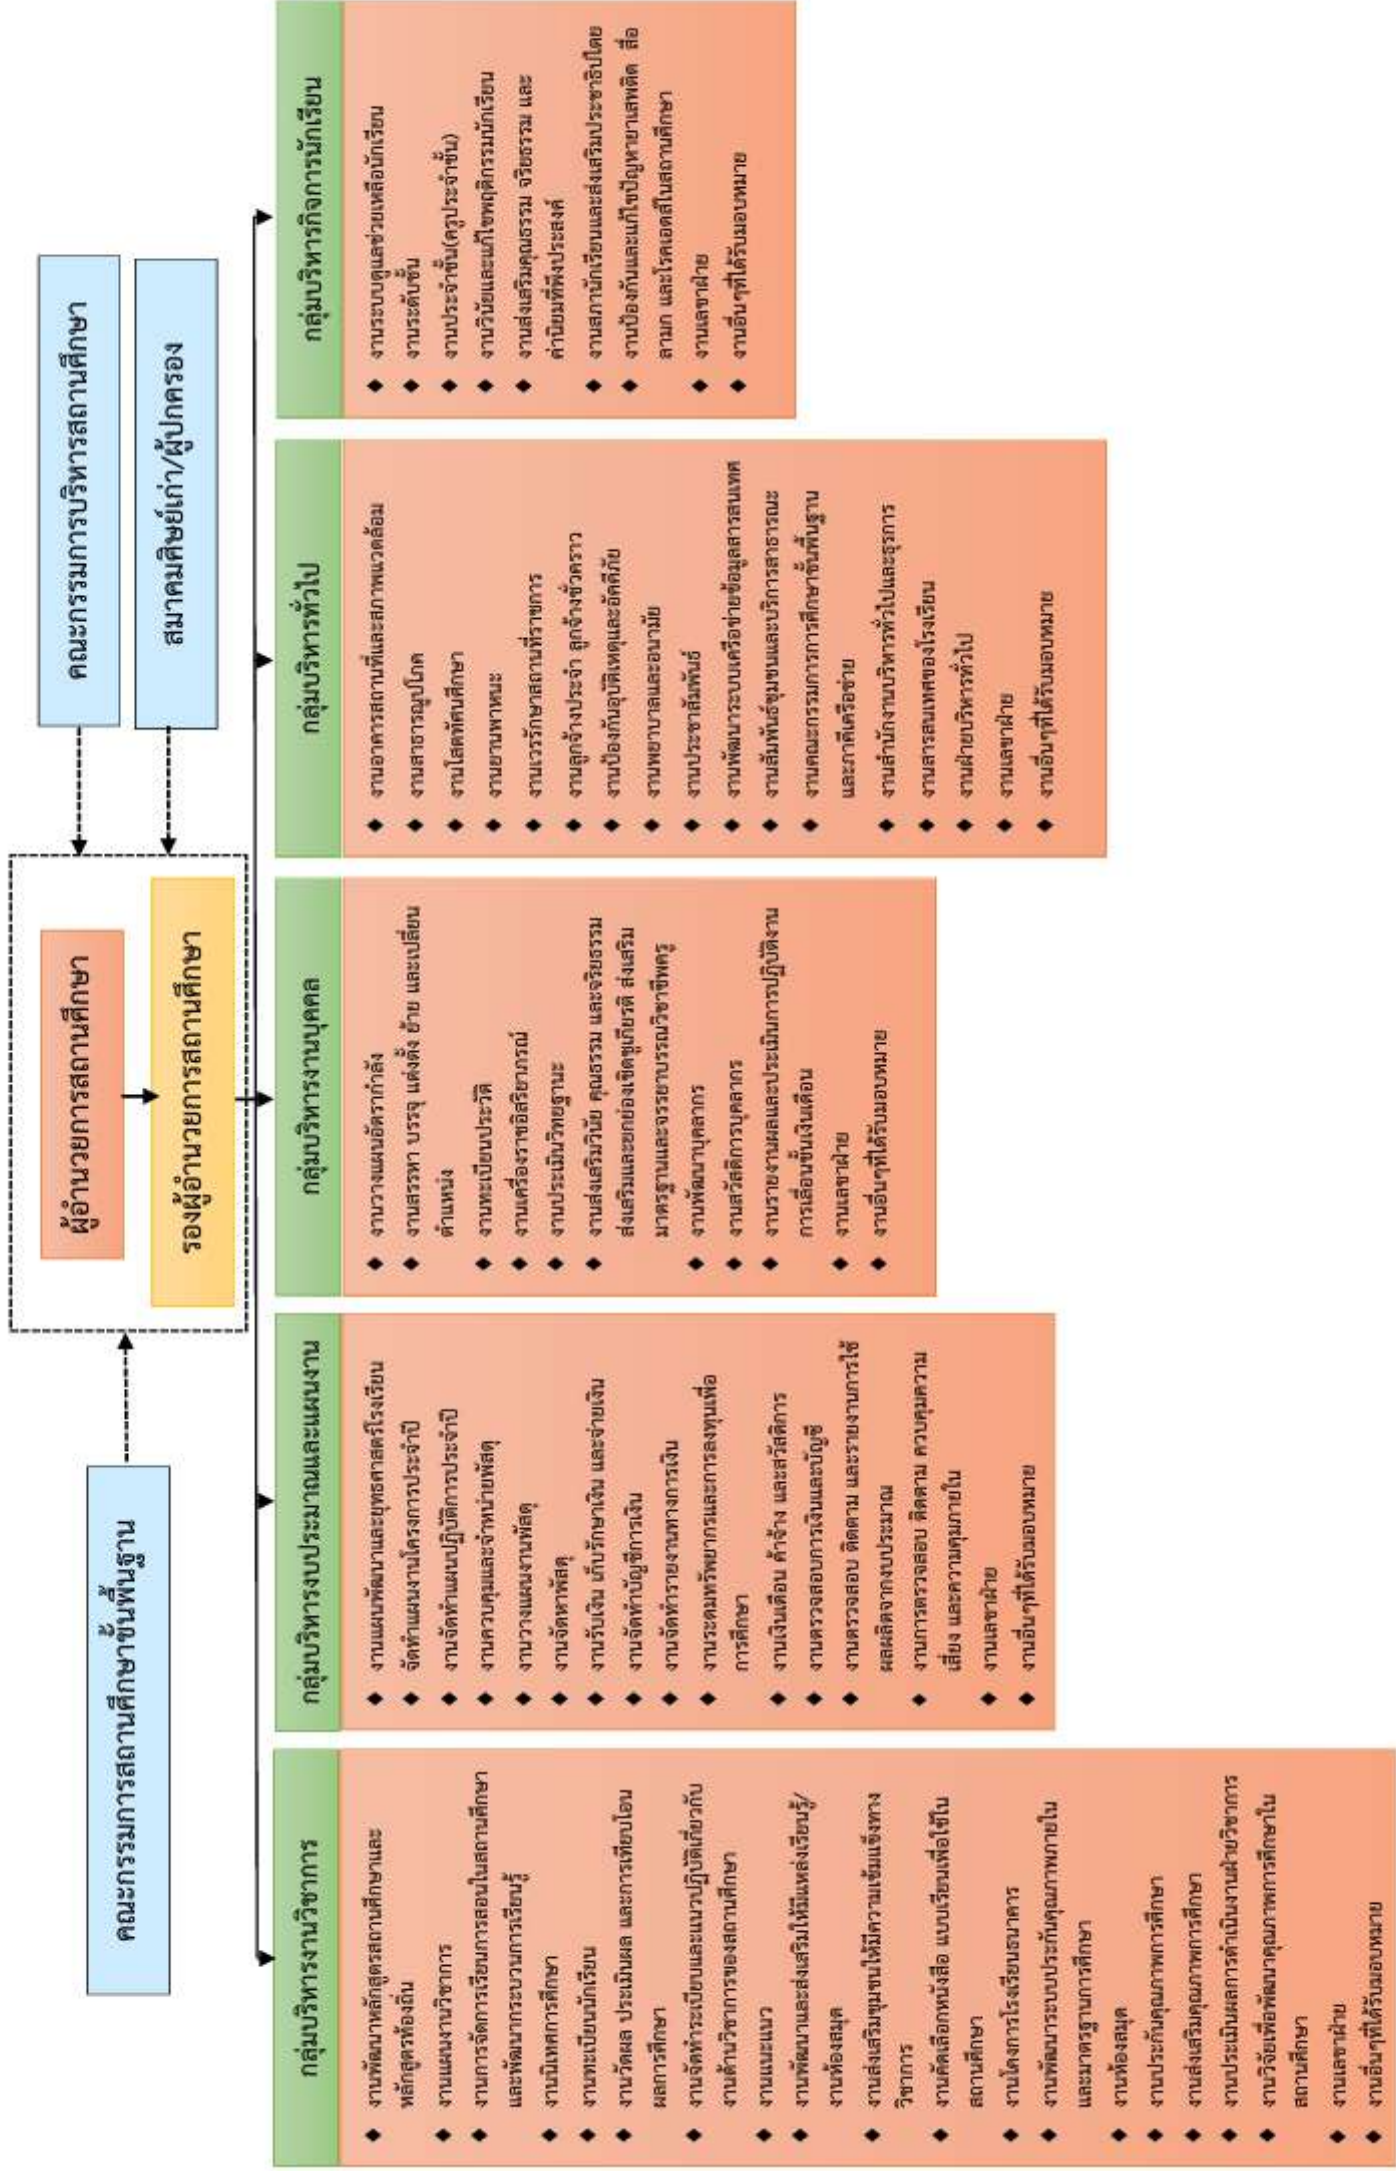 คณะกรรมการบริหารสถานศึกษา
สมาคมศิษย์เก่า/ผู้ปกครอง
คณะกรรมการสถานศึกษาขั้นพื้นฐาน
ผู้อำนวยการสถานศึกษา
รองผู้อำนวยการสถานศึกษา
กลุ่มบริหารงานวิชาการ
◆ งานพัฒนาหลักสูตรสถานศึกษาและ
หลักสูตรท้องถิ่น
◆ งานแผนงานวิชาการ
◆ งานการจัดการเรียนการสอนในสถานศึกษา
และพัฒนากระบวนการเรียนรู้
◆ งานนิเทศการศึกษา
◆ งานทะเบียนนักเรียน
◆ งานวัดผล ประเมินผล และการเทียบโอน
ผลการศึกษา
◆ งานจัดทำระเบียบและแนวปฏิบัติเกี่ยวกับ
งานด้านวิชาการของสถานศึกษา
◆ งานแนะแนว
◆ งานพัฒนาและส่งเสริมให้มีแหล่งเรียนรู้/
งานห้องสมุด
◆ งานส่งเสริมชุมชนให้มีความเข้มแข็งทาง
วิชาการ
◆ งานคัดเลือกหนังสือ แบบเรียนเพื่อใช้ใน
สถานศึกษา
◆ งานโครงการโรงเรียนธนาคาร
◆ งานพัฒนาระบบประกันคุณภาพภายใน
และมาตรฐานการศึกษา
◆ งานห้องสมุด
◆ งานประกันคุณภาพการศึกษา
◆ งานส่งเสริมคุณภาพการศึกษา
◆ งานประเมินผลการดำเนินงานฝ่ายวิชาการ
◆ งานวิจัยเพื่อพัฒนาคุณภาพการศึกษาใน
สถานศึกษา
◆ งานเลขาฝ่าย
◆ งานอื่นๆที่ได้รับมอบหมาย
กลุ่มบริหารงบประมาณและแผนงาน
◆ งานแผนพัฒนาและยุทธศาสตร์โรงเรียน
◆ จัดทำแผนงานโครงการประจำปี
◆ งานจัดทำแผนปฏิบัติการประจำปี
◆ งานควบคุมและจำหน่ายพัสดุ
◆ งานวางแผนงานพัสดุ
◆ งานจัดหาพัสดุ
◆ งานรับเงิน เก็บรักษาเงิน และจ่ายเงิน
◆ งานจัดทำบัญชีการเงิน
◆ งานจัดทำรายงานทางการเงิน
◆ งานระดมทรัพยากรและการลงทุนเพื่อ
การศึกษา
◆ งานเงินเดือน ค่าจ้าง และสวัสดิการ
◆ งานตรวจสอบการเงินและบัญชี
◆ งานตรวจสอบ ติดตาม และรายงานการใช้
ผลผลิตจากงบประมาณ
◆ งานการตรวจสอบ ติดตาม ควบคุมความ
เสี่ยง และความคุมภายใน
◆ งานเลขาฝ่าย
◆ งานอื่นๆที่ได้รับมอบหมาย
กลุ่มบริหารงานบุคคล
◆ งานวางแผนอัตรากำลัง
◆ งานสรรหา บรรจุ แต่งตั้ง ย้าย และเปลี่ยน
ตำแหน่ง
◆ งานทะเบียนประวัติ
◆ งานเครื่องราชอิสริยาภรณ์
◆ งานประเมินวิทยฐานะ
◆ งานส่งเสริมวินัย คุณธรรม และจริยธรรม
ส่งเสริมและยกย่องเชิดชูเกียรติ ส่งเสริม
มาตรฐานและจรรยาบรรณวิชาชีพครู
◆ งานพัฒนาบุคลากร
◆ งานสวัสดิการบุคลากร
◆ งานรายงานผลและประเมินการปฏิบัติงาน
การเลื่อนขั้นเงินเดือน
◆ งานเลขาฝ่าย
◆ งานอื่นๆที่ได้รับมอบหมาย
กลุ่มบริหารทั่วไป
◆ งานอาคารสถานที่และสภาพแวดล้อม
◆ งานสาธารณูปโภค
◆ งานโสตทัศนศึกษา
◆ งานยานพาหนะ
◆ งานเวรรักษาสถานที่ราชการ
◆ งานลูกจ้างประจำ ลูกจ้างชั่วคราว
◆ งานป้องกันอุบัติเหตุและอัคคีภัย
◆ งานพยาบาลและอนามัย
◆ งานประชาสัมพันธ์
◆ งานพัฒนาระบบเครือข่ายข้อมูลสารสนเทศ
◆ งานสัมพันธ์ชุมชนและบริการสาธารณะ
◆ งานคณะกรรมการการศึกษาขั้นพื้นฐาน
และภาคีเครือข่าย
◆ งานสำนักงานบริหารทั่วไปและธุรการ
◆ งานสารสนเทศของโรงเรียน
◆ งานฝ่ายบริหารทั่วไป
◆ งานเลขาฝ่าย
◆ งานอื่นๆที่ได้รับมอบหมาย
กลุ่มบริหารกิจการนักเรียน
◆ งานระบบดูแลช่วยเหลือนักเรียน
◆ งานระดับชั้น
◆ งานประจำชั้น(ครูประจำชั้น)
◆ งานวินัยและแก้ไขพฤติกรรมนักเรียน
◆ งานส่งเสริมคุณธรรม จริยธรรม และ
ค่านิยมที่พึงประสงค์
◆ งานสภานักเรียนและส่งเสริมประชาธิปไตย
◆ งานป้องกันและแก้ไขปัญหายาเสพติด สื่อ
ลามก และโรคเอดส์ในสถานศึกษา
◆ งานเลขาฝ่าย
◆ งานอื่นๆที่ได้รับมอบหมาย